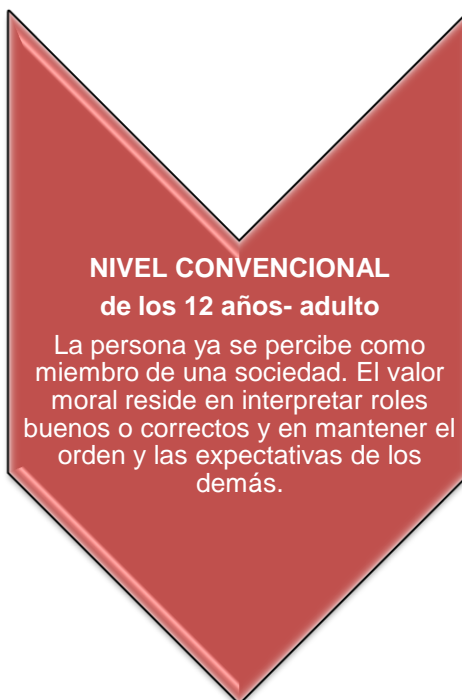 NIVEL CONVENCIONAL
de los 12 años- adulto
La persona ya se percibe como
miembro de una sociedad. El valor
moral reside en interpretar roles
buenos o correctos y en mantener el
orden y las expectativas de los
demás.